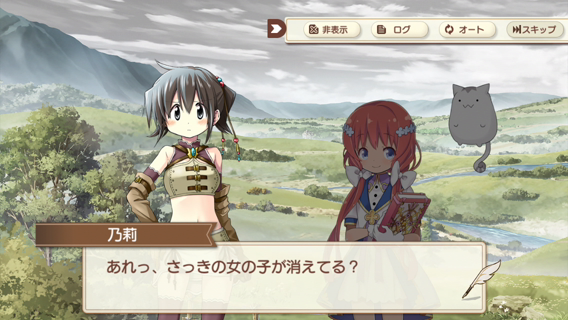 非表示
ログ
オート
スキップ
乃莉
あれっ、さっきの女の子が消えてる？